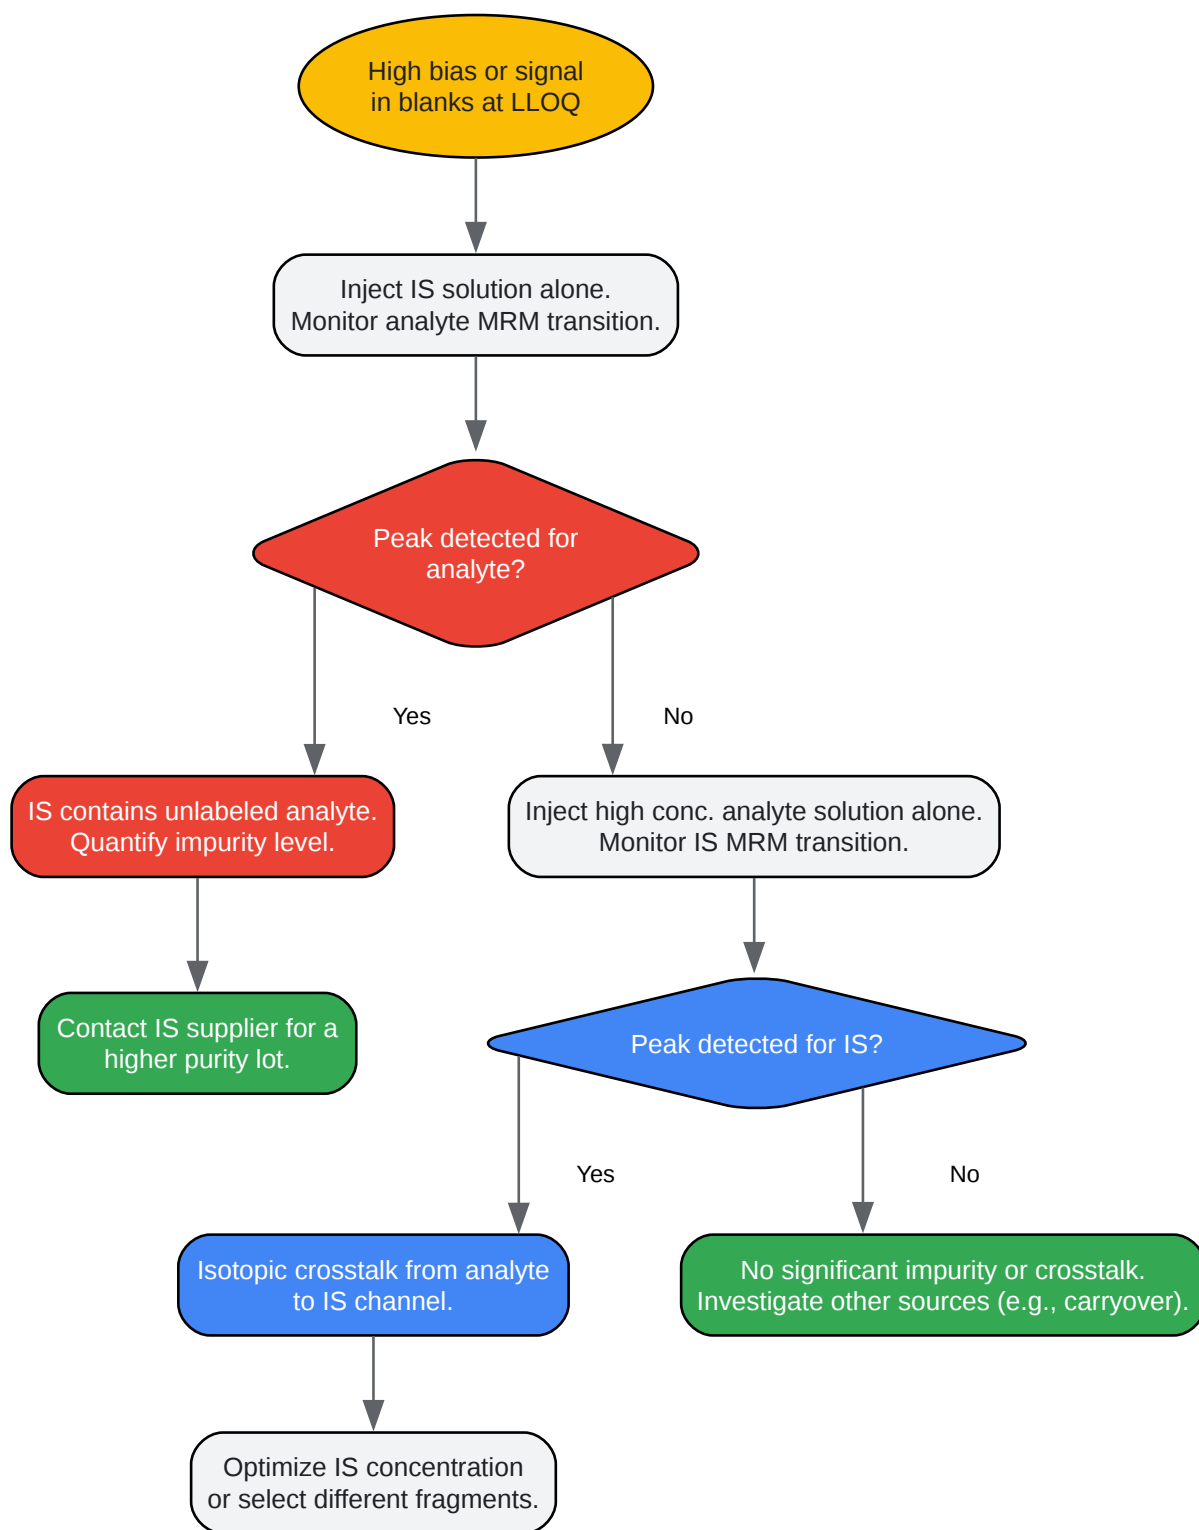 High bias or signal
in blanks at LLOQ
Inject IS solution alone.
Monitor analyte MRM transition.
Peak detected for
analyte?
Yes
No
IS contains unlabeled analyte.
Quantify impurity level.
Inject high conc. analyte solution alone.
Monitor IS MRM transition.
Contact IS supplier for a
higher purity lot.
Peak detected for IS?
Yes
No
Isotopic crosstalk from analyte
to IS channel.
No significant impurity or crosstalk.
Investigate other sources (e.g., carryover).
Optimize IS concentration
or select different fragments.